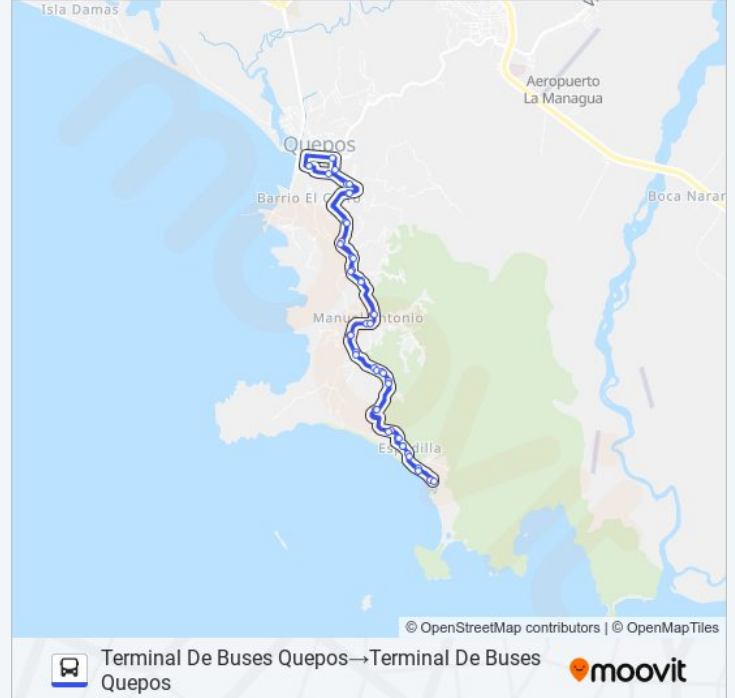 Isla Damas
Aeropuerto
La Managua
Quepos
Barrio El
Boca Naran
Manuel Antonio
Espadilla
© OpenStreetMap contributors | © OpenMapTiles
Terminal De Buses Quepos→Terminal De Buses
Quepos
moovit